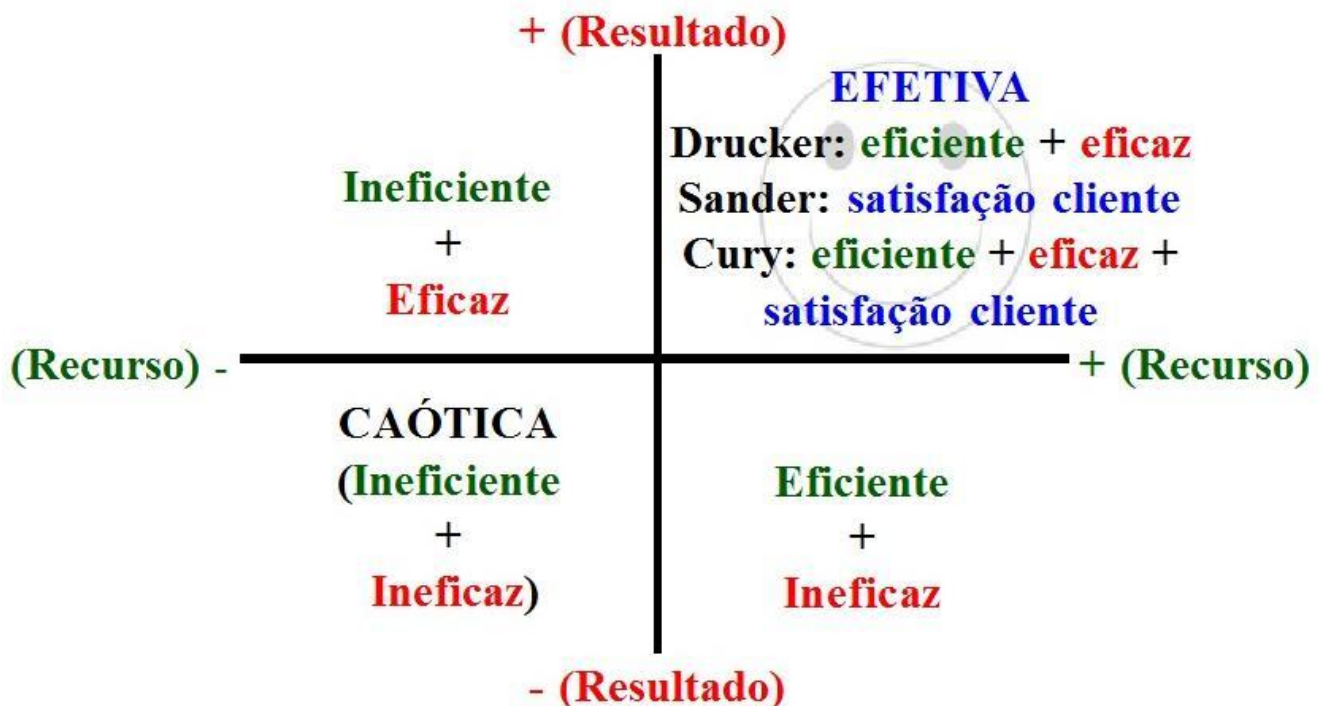 + (Resultado)
EFETIVA
Drucker: eficiente + eficaz
Sander: satisfação cliente
Cury: eficiente + eficaz +
satisfação cliente
Ineficiente
+
Eficaz
(Recurso) -
+ (Recurso)
CAÓTICA
(Ineficiente
+
Ineficaz)
Eficiente
+
Ineficaz
- (Resultado)